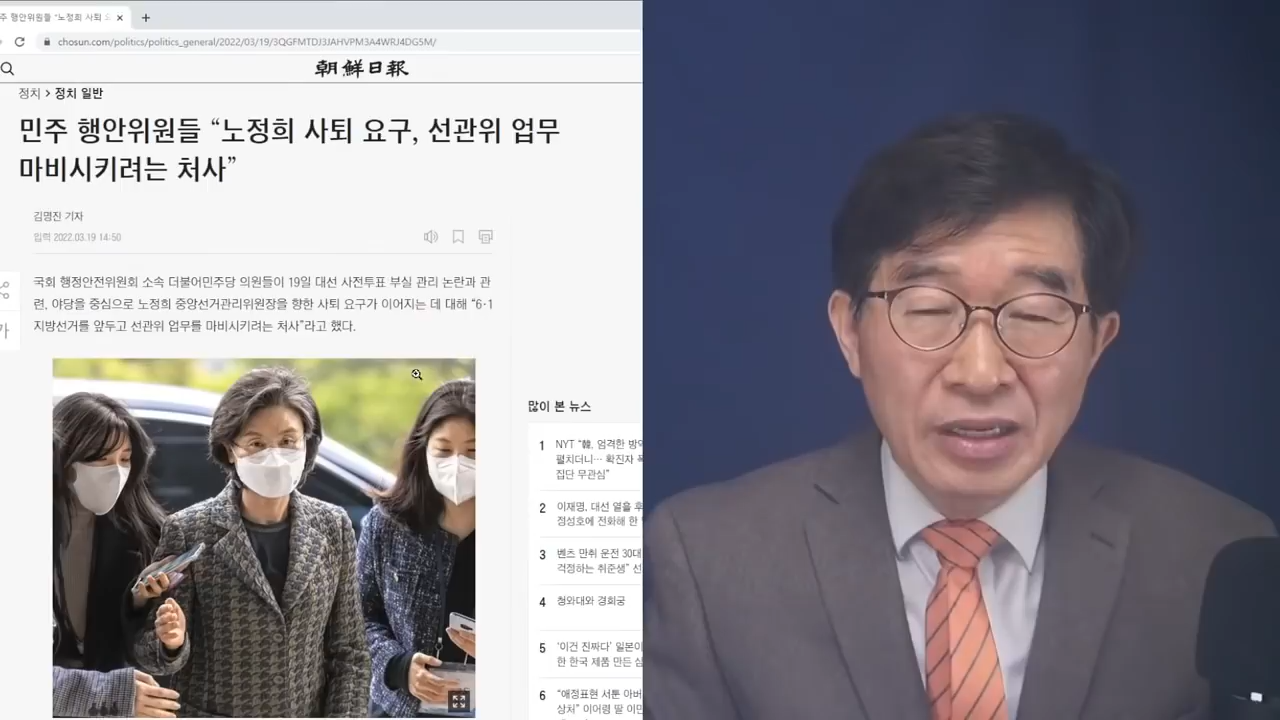 주 행안위원들 "노정희 사퇴 요
chosun.com/politics/politics_general/2022/03/19/3QGFMTDJ3JAHVPM3A4WRJ4DG5M/
朝鮮日報
정치 > 정치 일반
민주 행안위원들 “노정희 사퇴 요구, 선관위 업무
마비시키려는 처사”
김명진 기자
입력 2022.03.19 14:50
국회 행정안전위원회 소속 더불어민주당 의원들이 19일 대선 사전투표 부실 관리 논란과 관
련, 야당을 중심으로 노정희 중앙선거관리위원장을 향한 사퇴 요구가 이어지는 데 대해 “6·1
지방선거를 앞두고 선관위 업무를 마비시키려는 처사”라고 했다.
가
많이 본 뉴스
1 NYT “韓, 엄격한 방역
펼치더니… 확진자 폭
집단 무관심”
2 이재명, 대선 열흘 후
정성호에 전화해 한
3 벤츠 만취 운전 30대
걱정하는 취준생” 선
4 청와대와 경회궁
5 ‘이건 진짜다’ 일본이
한 한국 제품 만든 삼
6 “애정표현 서툰 아버
상처” 이어령 딸 이민